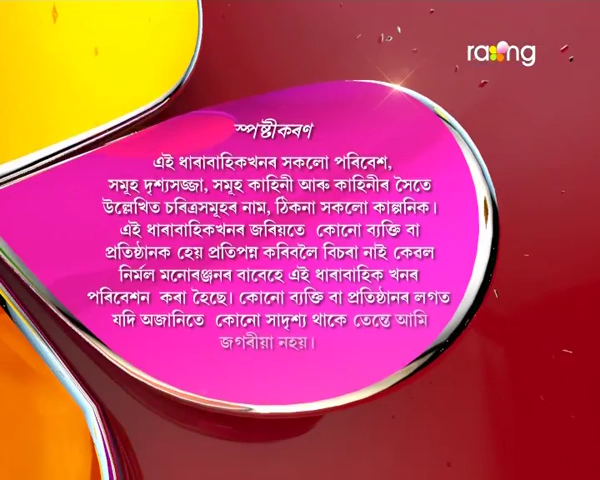 rang
স্পষ্টীকৰণ
এই ধাৰাবাহিকখনৰ সকলো পৰিবেশ,
সমূহ দৃশ্যসজ্জা, সমূহ কাহিনী আৰু কাহিনীৰ সৈতে
উল্লেখিত চৰিত্ৰসমূহৰ নাম, ঠিকনা সকলো কাল্পনিক।
এই ধাৰাবাহিকখনৰ জৰিয়তে কোনো ব্যক্তি বা
প্ৰতিষ্ঠানক হেয় প্ৰতিপন্ন কৰিবলৈ বিচৰা নাই কেৱল
নিৰ্মল মনোৰঞ্জনৰ বাবেহে এই ধাৰাবাহিক খনৰ
পৰিবেশন কৰা হৈছে। কোনো ব্যক্তি বা প্ৰতিষ্ঠানৰ লগত
যদি অজানিতে কোনো সাদৃশ্য থাকে তেন্তে আমি
জগৰীয়া নহয়।